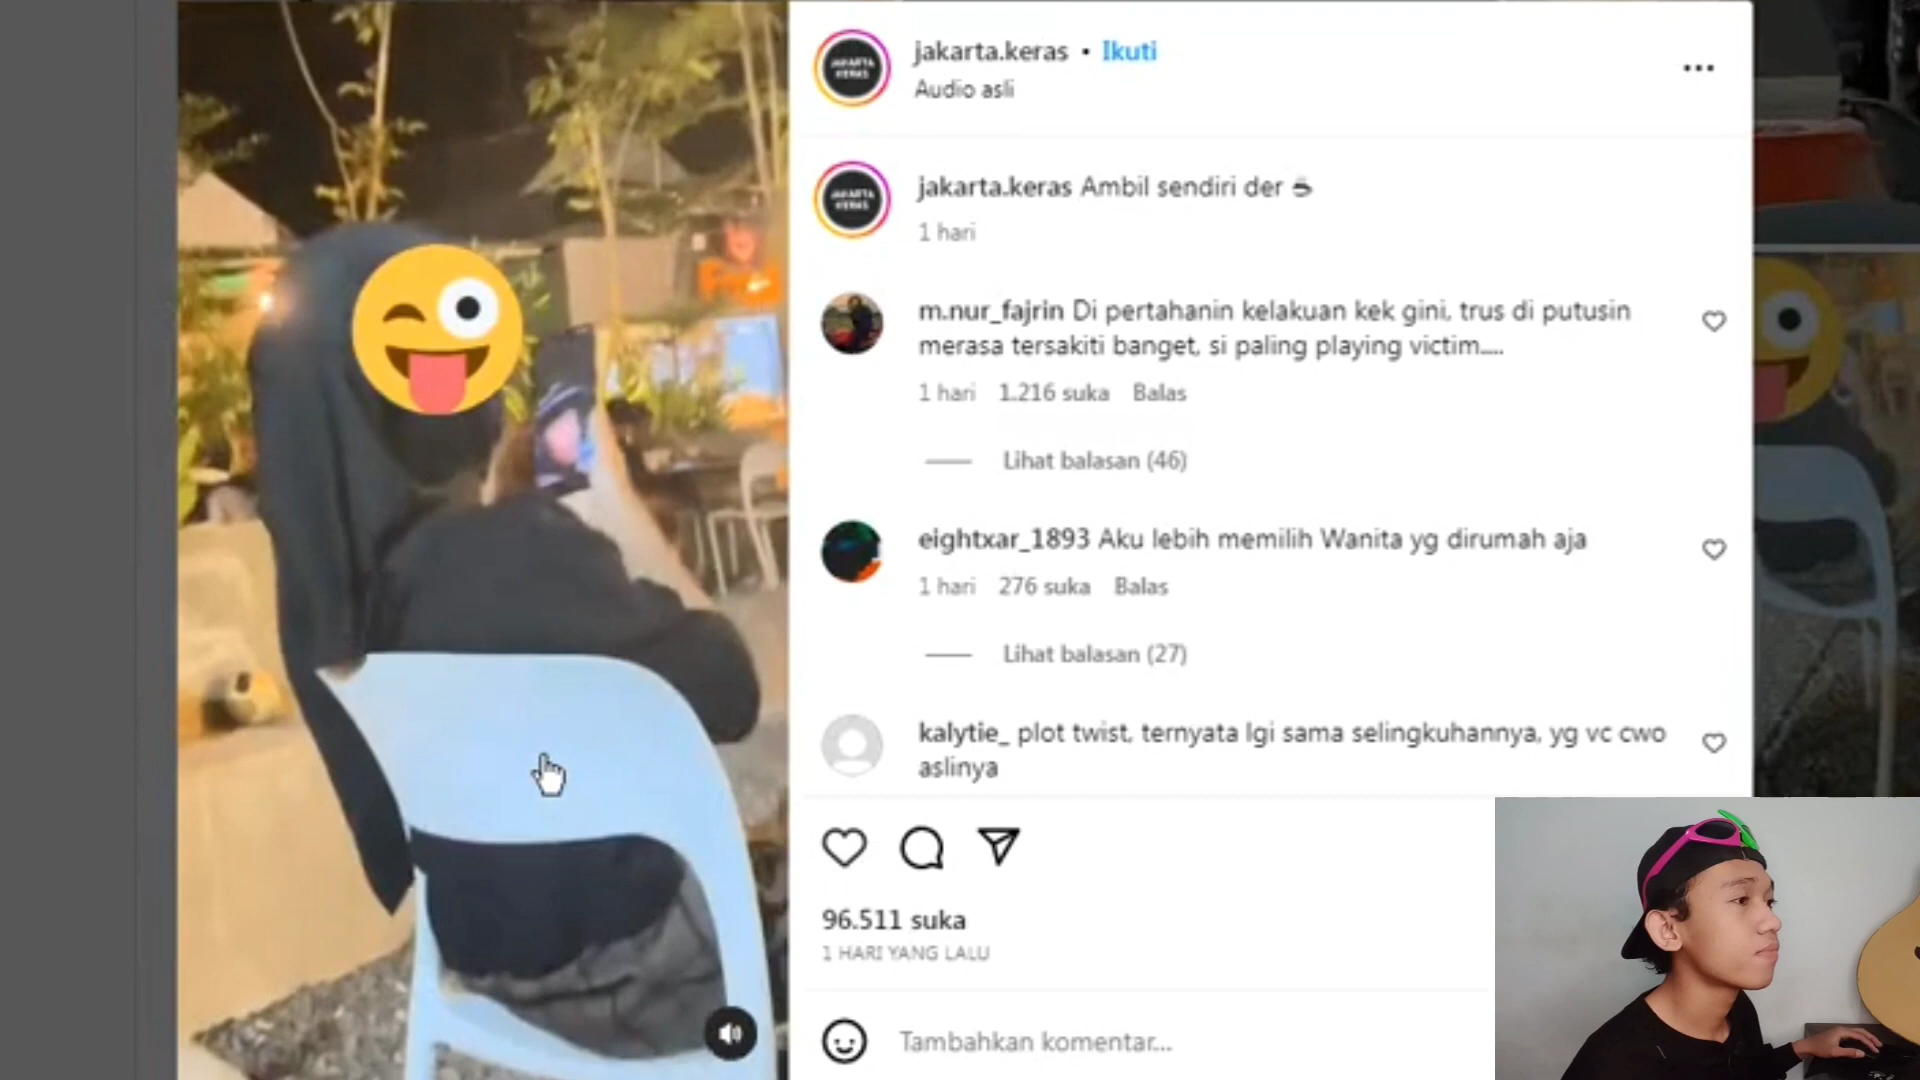 jakarta.keras • Ikuti
Audio asli
jakarta.keras Ambil sendiri der ☕
1 hari
m.nur_fajrin Di pertahanin kelakuan kek gini, trus di putusin
merasa tersakiti banget, si paling playing victim....
1 hari 1.216 suka Balas
Lihat balasan (46)
eightxar_1893 Aku lebih memilih Wanita yg dirumah aja
1 hari 276 suka Balas
Lihat balasan (27)
kalytie_ plot twist, ternyata lgi sama selingkuhannya, yg vc cwo
aslinya
96.511 suka
1 HARI YANG LALU
Tambahkan komentar...